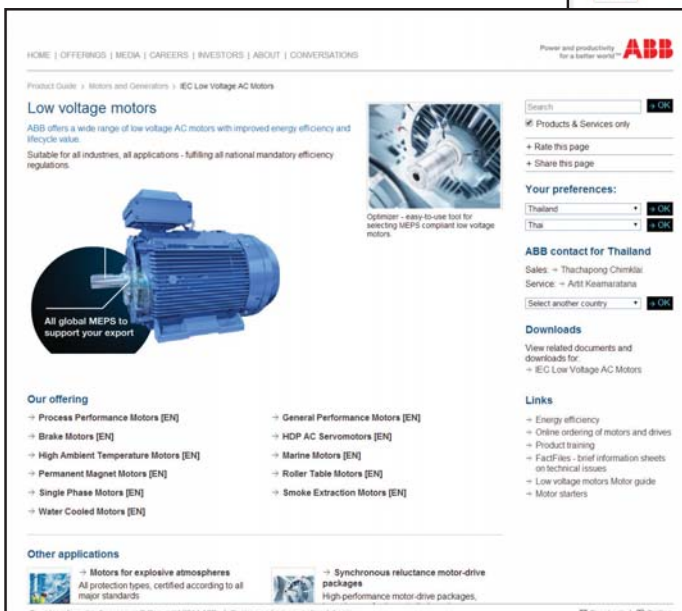 HOME | OFFERINGS | MEDIA | CAREERS | INVESTORS | ABOUT | CONVERSATIONS
Power and productivity
for a better world™
ABB
Product Guide > Motors and Generators > IEC Low Voltage AC Motors
Low voltage motors
ABB offers a wide range of low voltage AC motors with improved energy efficiency and
lifecycle value.
Suitable for all industries, all applications - fulfilling all national mandatory efficiency
regulations.
All global MEPS to
support your export
Optimizer - easy-to-use tool for
selecting MEPS compliant low voltage
motors.
Search → OK
Products & Services only
+ Rate this page
+ Share this page
Your preferences:
Thailand → OK
Thai → OK
ABB contact for Thailand
Sales: → Thachapong Chimklai
Service: → Artit Keamaratana
Select another country → OK
Downloads
View related documents and
downloads for:
→ IEC Low Voltage AC Motors
Links
→ Energy efficiency
→ Online ordering of motors and drives
→ Product training
→ FactFiles - brief information sheets
on technical issues
→ Low voltage motors Motor guide
→ Motor starters
Our offering
→ Process Performance Motors [EN]
→ Brake Motors [EN]
→ High Ambient Temperature Motors [EN]
→ Permanent Magnet Motors [EN]
→ Single Phase Motors [EN]
→ Water Cooled Motors [EN]
→ General Performance Motors [EN]
→ HDP AC Servomotors [EN]
→ Marine Motors [EN]
→ Roller Table Motors [EN]
→ Smoke Extraction Motors [EN]
Other applications
→ Motors for explosive atmospheres
All protection types, certified according to all
major standards
→ Synchronous reluctance motor-drive
packages
High-performance motor-drive packages,